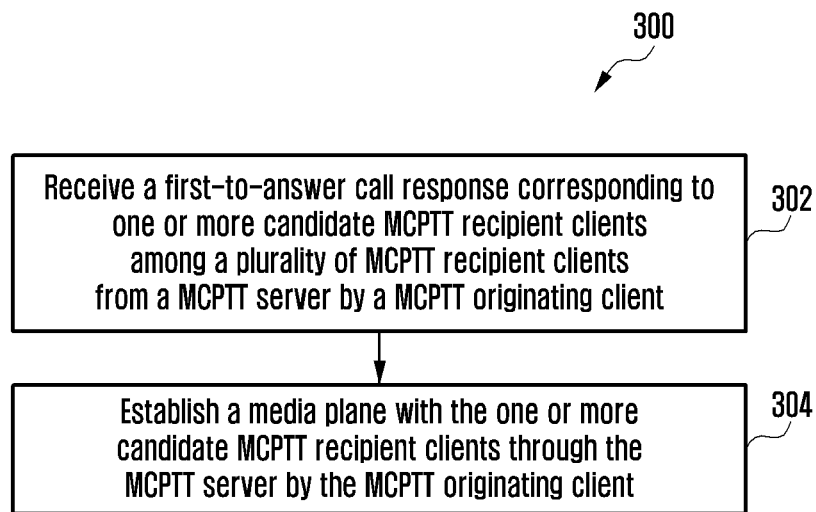 300
Receive a first-to-answer call response corresponding to
one or more candidate MCPTT recipient clients
among a plurality of MCPTT recipient clients
from a MCPTT server by a MCPTT originating client
302
Establish a media plane with the one or more
candidate MCPTT recipient clients through the
MCPTT server by the MCPTT originating client
304